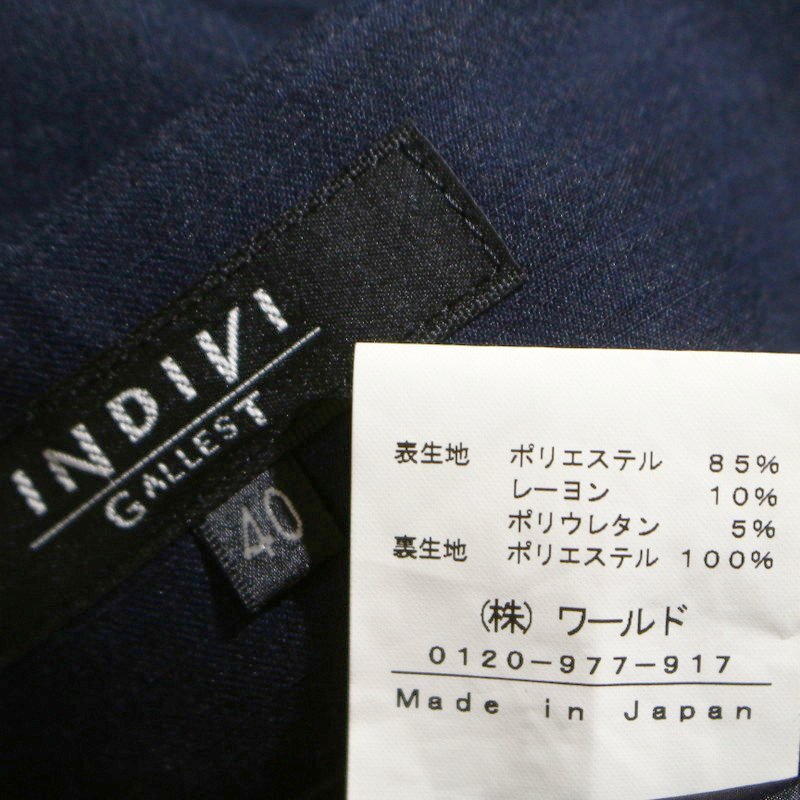 INDIVI
GALLEST
40
表生地 ポリエステル 85%
レーヨン 10%
ポリウレタン 5%
裏生地 ポリエステル 100%
(株) ワールド
0120-977-917
Made in Japan